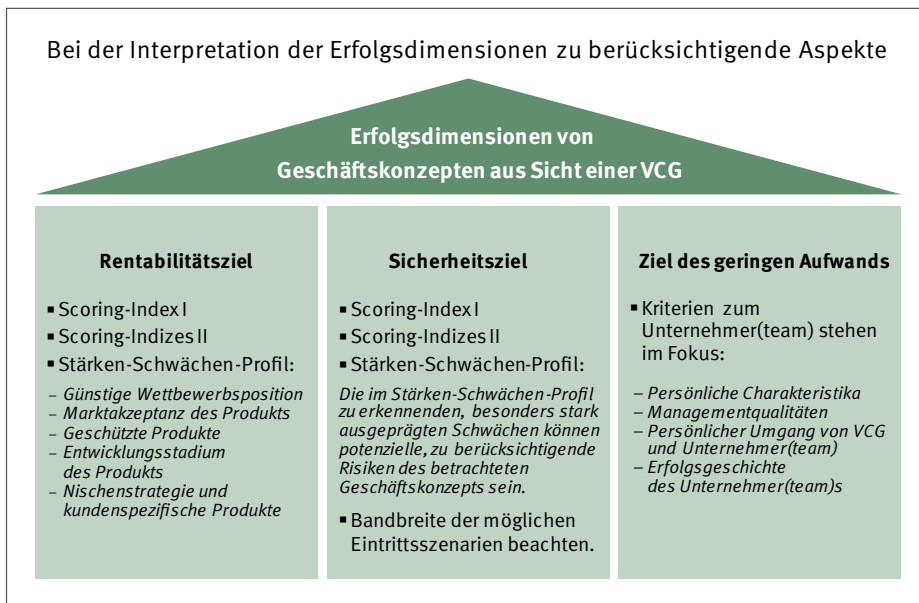 Bei der Interpretation der Erfolgsdimensionen zu berücksichtigende Aspekte
Erfolgsdimensionen von
Geschäftskonzepten aus Sicht einer VCG
Rentabilitätsziel
▪ Scoring-Index I
▪ Scoring-Indizes II
▪ Stärken-Schwächen-Profil:
– Günstige Wettbewerbsposition
– Marktakzeptanz des Produkts
– Geschützte Produkte
– Entwicklungsstadium
des Produkts
– Nischenstrategie und
kundenspezifische Produkte
Sicherheitsziel
▪ Scoring-Index I
▪ Scoring-Indizes II
▪ Stärken-Schwächen-Profil:
Die im Stärken-Schwächen-Profil
zu erkennenden, besonders stark
ausgeprägten Schwächen können
potenzielle, zu berücksichtigende
Risiken des betrachteten
Geschäftskonzepts sein.
▪ Bandbreite der möglichen
Eintrittsszenarien beachten.
Ziel des geringen Aufwands
▪ Kriterien zum
Unternehmer(team) stehen
im Fokus:
– Persönliche Charakteristika
– Managementqualitäten
– Persönlicher Umgang von VCG
und Unternehmer(team)
– Erfolgsgeschichte
des Unternehmer(team)s